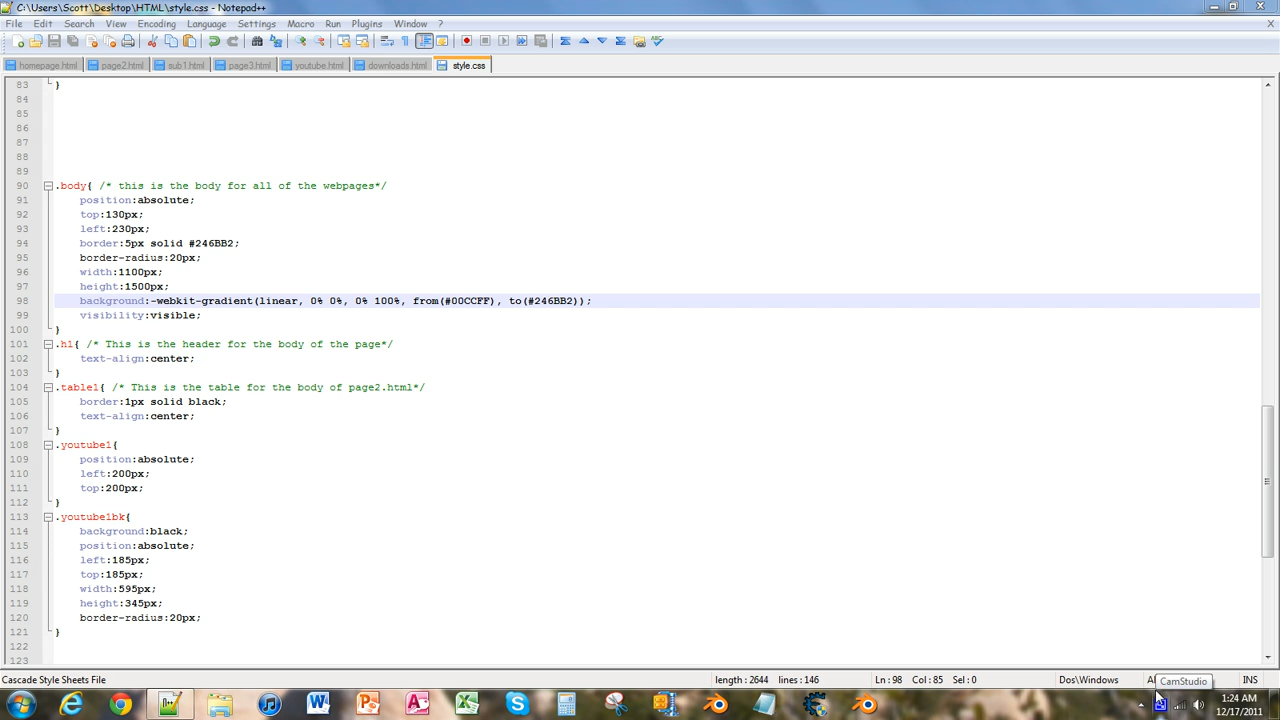 C:\Users\Scott\Desktop\HTML\style.css - Notepad++
File Edit Search View Encoding Language Settings Macro Run Plugins Window ?
homepage.html page2.html sub1.html page3.html youtube.html downloads.html style.css
83 }
84
85
86
87
88
89
90 .body{ /* this is the body for all of the webpages*/
91 position:absolute;
92 top:130px;
93 left:230px;
94 border:5px solid #246BB2;
95 border-radius:20px;
96 width:1100px;
97 height:1500px;
98 background:-webkit-gradient(linear, 0% 0%, 0% 100%, from(#00CCFF), to(#246BB2));
99 visibility:visible;
100 }
101 .h1{ /* This is the header for the body of the page*/
102 text-align:center;
103 }
104 .table1{ /* This is the table for the body of page2.html*/
105 border:1px solid black;
106 text-align:center;
107 }
108 .youtube1{
109 position:absolute;
110 left:200px;
111 top:200px;
112 }
113 .youtube1bk{
114 background:black;
115 position:absolute;
116 left:185px;
117 top:185px;
118 width:595px;
119 height:345px;
120 border-radius:20px;
121 }
122
123
Cascade Style Sheets File length : 2644 lines : 146 Ln : 98 Col : 85 Sel : 0 Dos\Windows INS
CamStudio
1:24 AM
12/17/2011